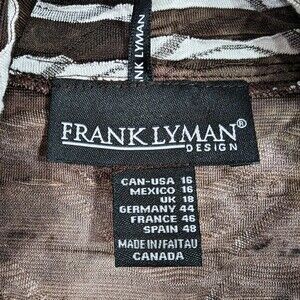 FRANK LYMAN
FRANK LYMAN®
DESIGN
CAN-USA 16
MEXICO 16
UK 18
GERMANY 44
FRANCE 46
SPAIN 48
MADE IN/FAIT AU
CANADA